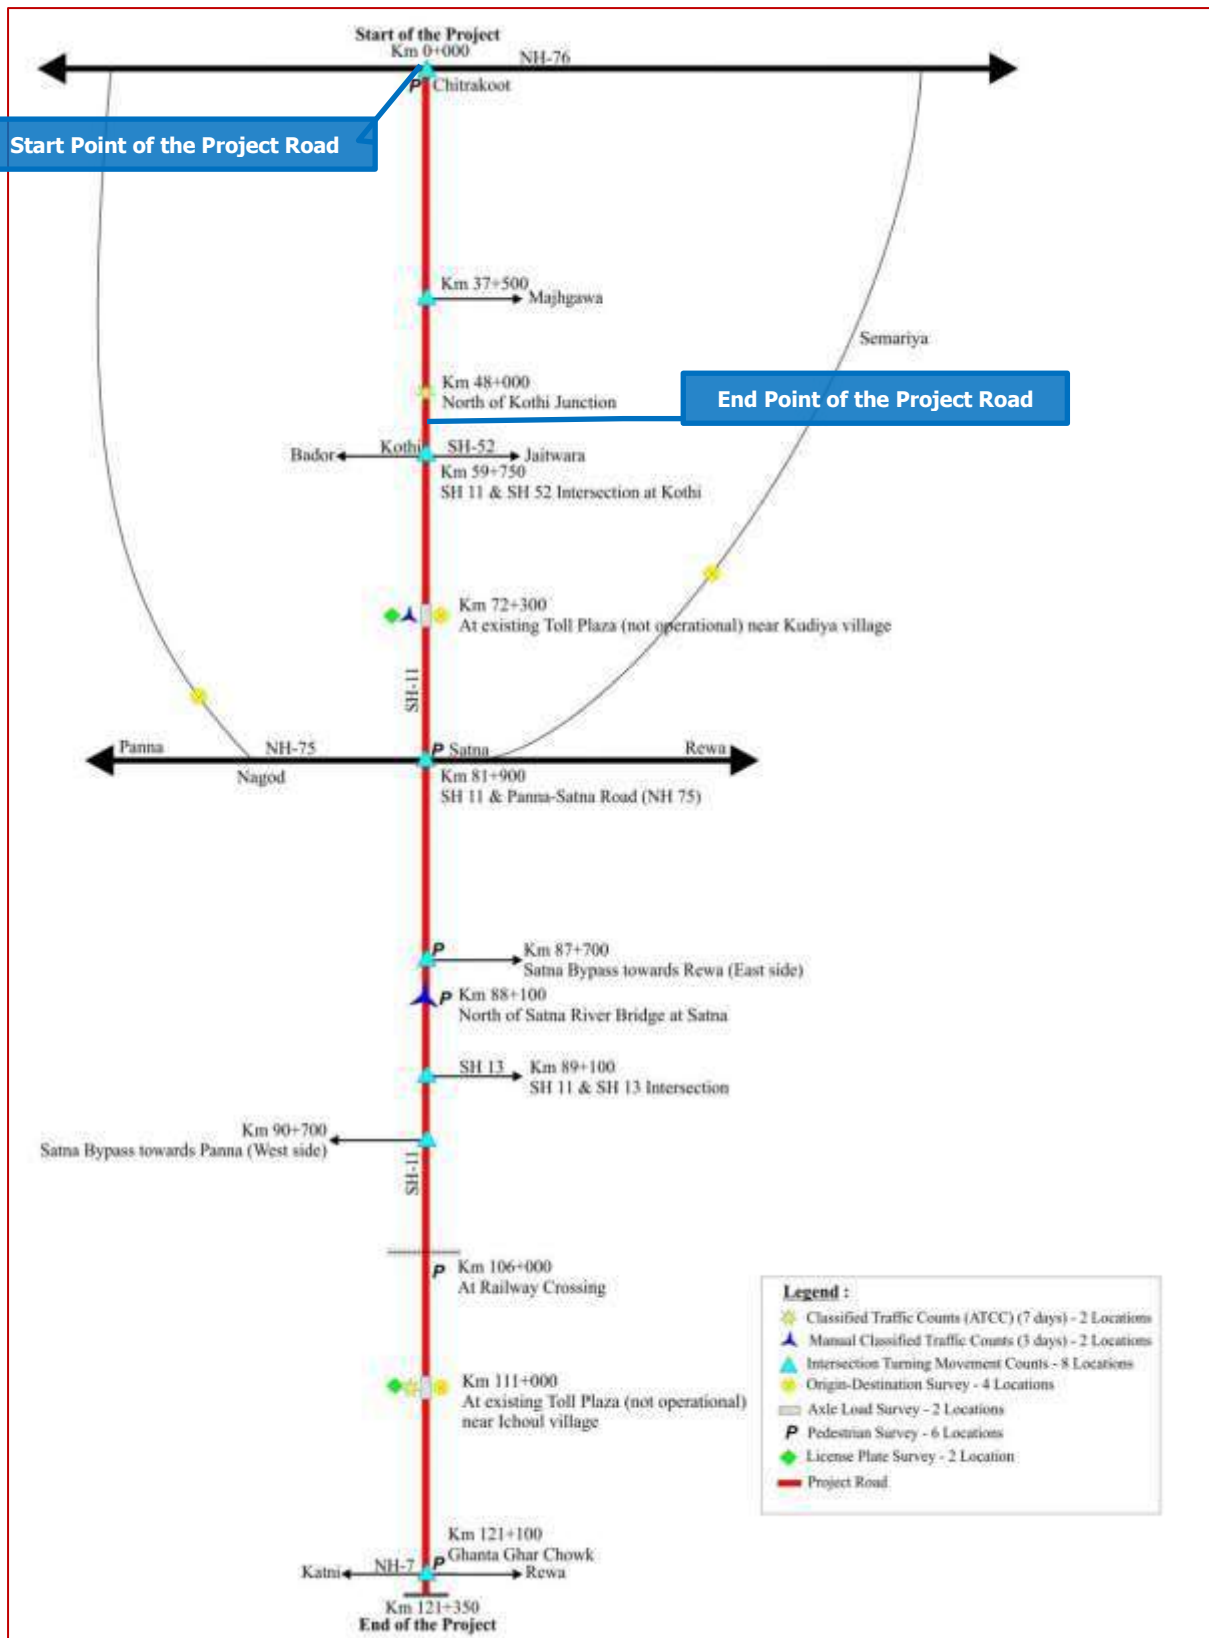 Start of the Project
Km 0+000
NH-76
P Chitrakoot
Start Point of the Project Road
Km 37+500
Majhgawa
Semariya
Km 48+000
North of Kothi Junction
End Point of the Project Road
Bador
Kothi
SH-52
Jaitwara
Km 59+750
SH 11 & SH 52 Intersection at Kothi
Km 72+300
At existing Toll Plaza (not operational) near Kudiya village
SH-11
Panna
NH-75
P Satna
Rewa
Nagod
Km 81+900
SH 11 & Panna-Satna Road (NH 75)
P
Km 87+700
Satna Bypass towards Rewa (East side)
P Km 88+100
North of Satna River Bridge at Satna
SH 13
Km 89+100
SH 11 & SH 13 Intersection
Km 90+700
Satna Bypass towards Panna (West side)
SH-11
P Km 106+000
At Railway Crossing
Km 111+000
At existing Toll Plaza (not operational)
near Ichoul village
Legend :
Classified Traffic Counts (ATCC) (7 days) - 2 Locations
Manual Classified Traffic Counts (3 days) - 2 Locations
Intersection Turning Movement Counts - 8 Locations
Origin-Destination Survey - 4 Locations
Axle Load Survey - 2 Locations
P Pedestrian Survey - 6 Locations
License Plate Survey - 2 Location
Project Road
Km 121+100
P Ghanta Ghar Chowk
Katni
NH-7
Rewa
Km 121+350
End of the Project